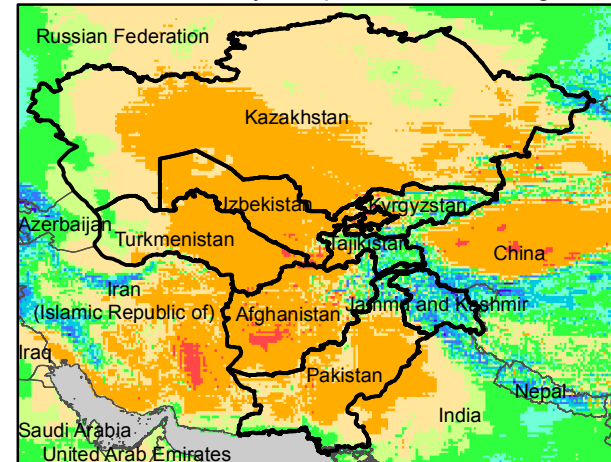 Russian Federation
Kazakhstan
Uzbekistan
Kyrgyzstan
Azerbaijan
Turkmenistan
Tajikistan
China
Iran
(Islamic Republic of)
Afghanistan
Jammu and Kashmir
Iraq
Pakistan
Nepal
India
Saudi Arabia
United Arab Emirates